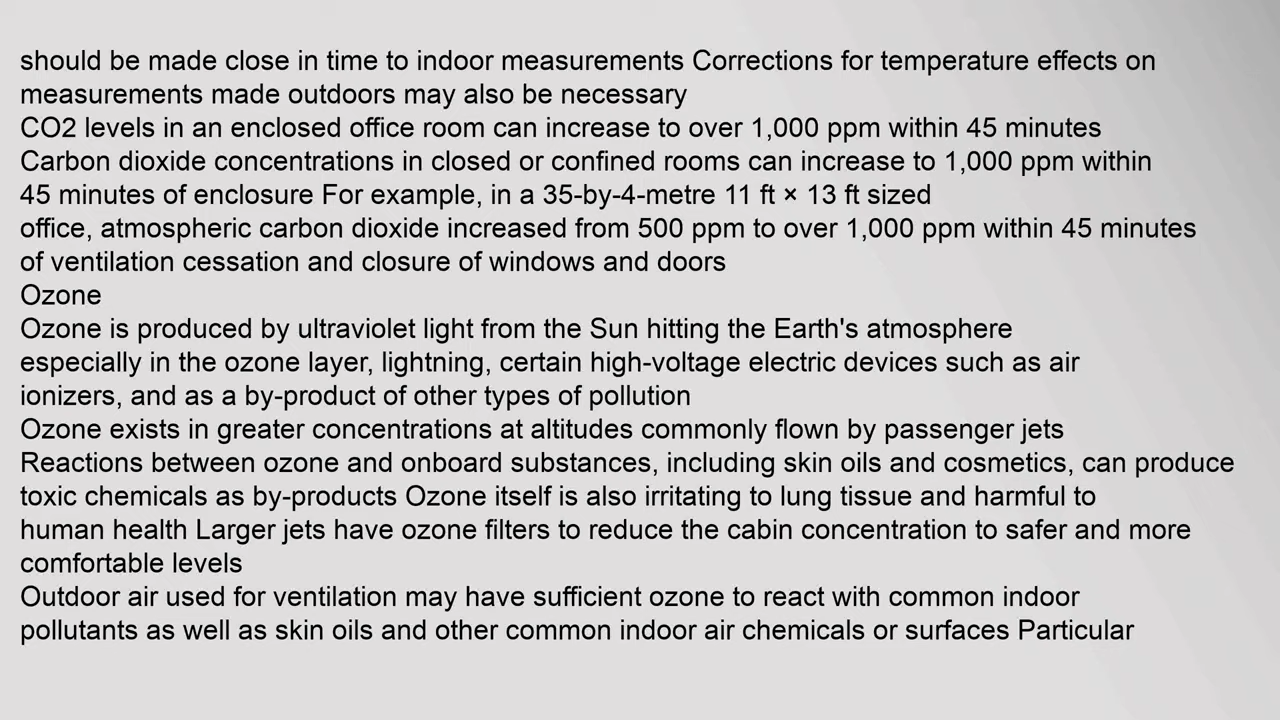 should be made close in time to indoor measurements Corrections for temperature effects on
measurements made outdoors may also be necessary
CO2 levels in an enclosed office room can increase to over 1,000 ppm within 45 minutes
Carbon dioxide concentrations in closed or confined rooms can increase to 1,000 ppm within
45 minutes of enclosure For example, in a 35-by-4-metre 11 ft × 13 ft sized
office, atmospheric carbon dioxide increased from 500 ppm to over 1,000 ppm within 45 minutes
of ventilation cessation and closure of windows and doors
Ozone
Ozone is produced by ultraviolet light from the Sun hitting the Earth's atmosphere
especially in the ozone layer, lightning, certain high-voltage electric devices such as air
ionizers, and as a by-product of other types of pollution
Ozone exists in greater concentrations at altitudes commonly flown by passenger jets
Reactions between ozone and onboard substances, including skin oils and cosmetics, can produce
toxic chemicals as by-products Ozone itself is also irritating to lung tissue and harmful to
human health Larger jets have ozone filters to reduce the cabin concentration to safer and more
comfortable levels
Outdoor air used for ventilation may have sufficient ozone to react with common indoor
pollutants as well as skin oils and other common indoor air chemicals or surfaces Particular